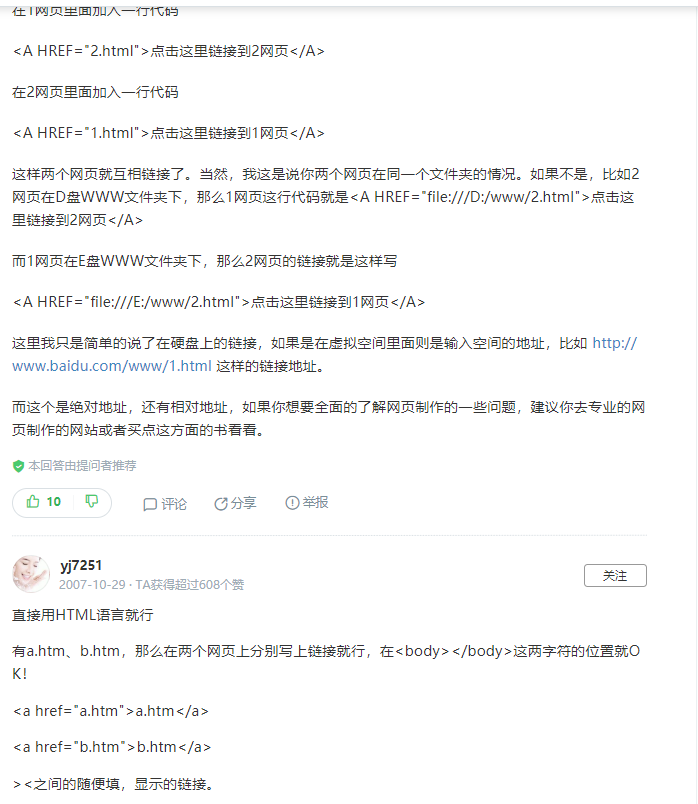 在1网页里面加入一行代码
<A HREF="2.html">点击这里链接到2网页</A>
在2网页里面加入一行代码
<A HREF="1.html">点击这里链接到1网页</A>
这样两个网页就互相链接了。当然，我这是说你两个网页在同一个文件夹的情况。如果不是，比如2
网页在D盘WWW文件夹下，那么1网页这行代码就是<A HREF="file:///D:/www/2.html">点击这
里链接到2网页</A>
而1网页在E盘WWW文件夹下，那么2网页的链接就是这样写
<A HREF="file:///E:/www/2.html">点击这里链接到1网页</A>
这里我只是简单的说了在硬盘上的链接，如果是在虚拟空间里面则是输入空间的地址，比如 http://
www.baidu.com/www/1.html 这样的链接地址。
而这个是绝对地址，还有相对地址，如果你想要全面的了解网页制作的一些问题，建议你去专业的网
页制作的网站或者买点这方面的书看看。
本回答由提问者推荐
10 评论 分享 举报
yj7251
2007-10-29 · TA获得超过608个赞
关注
直接用HTML语言就行
有a.htm、b.htm，那么在两个网页上分别写上链接就行，在<body></body>这两字符的位置就O
K！
<a href="a.htm">a.htm</a>
<a href="b.htm">b.htm</a>
><之间的随便填，显示的链接。